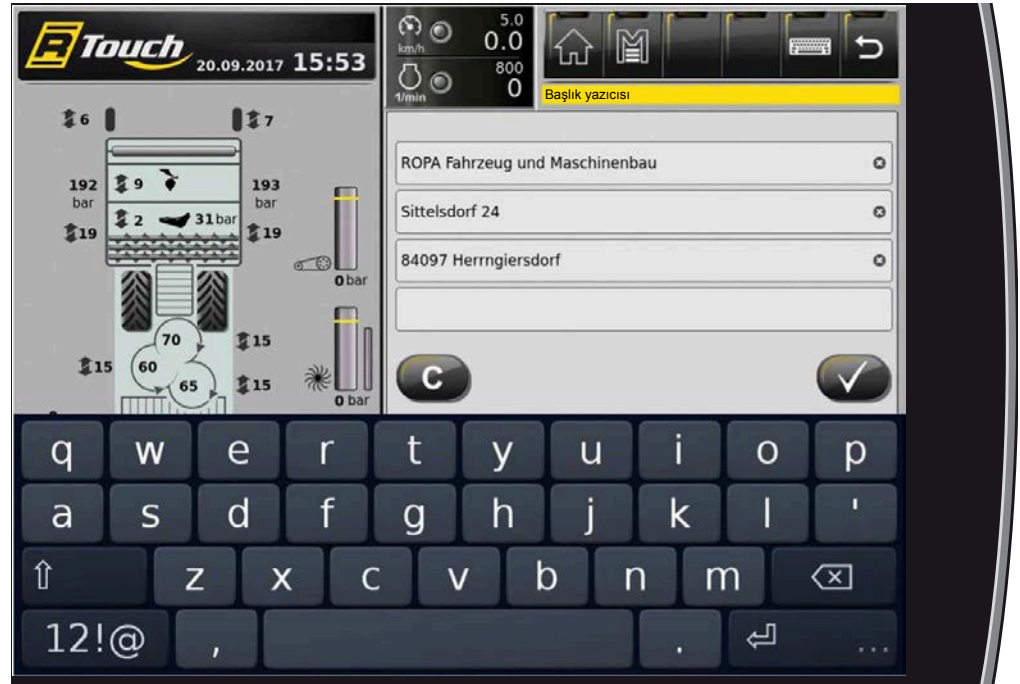 R Touch 20.09.2017 15:53
km/h 5.0
0.0
1/min 800
0
Başlık yazıcısı
6 7
192 bar 9 193 bar
2 31 bar
19 19
0 bar
70 15
15 60
65 15
0 bar
ROPA Fahrzeug und Maschinenbau
Sittelsdorf 24
84097 Herrngiersdorf
C
q w e r t y u i o p
a s d f g h j k l '
z x c v b n m
12!@ , . ...